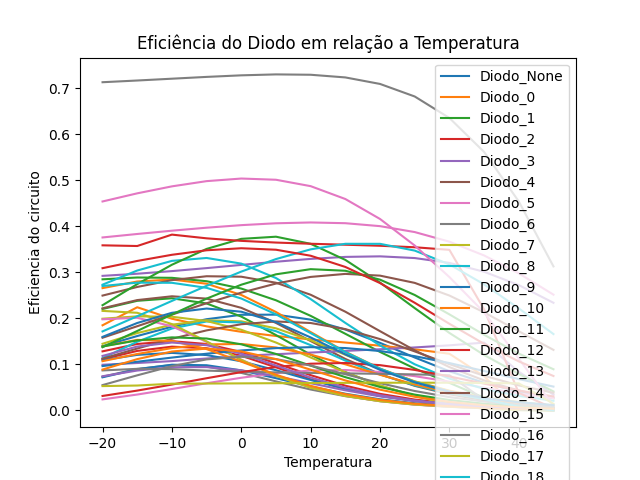 Eficiência do Diodo em relação a Temperatura
Eficiencia do circuito
0.7
0.6
0.5
0.4
0.3
0.2
0.1
0.0
−20
−10
0
10
20
30
40
Temperatura
Diodo_None
Diodo_0
Diodo_1
Diodo_2
Diodo_3
Diodo_4
Diodo_5
Diodo_6
Diodo_7
Diodo_8
Diodo_9
Diodo_10
Diodo_11
Diodo_12
Diodo_13
Diodo_14
Diodo_15
Diodo_16
Diodo_17
Diodo_18